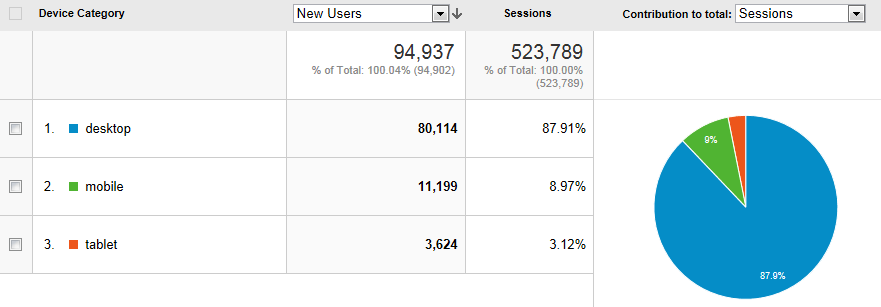 Device Category New Users Sessions Contribution to total: Sessions
94,937 523,789
% of Total: 100.04% (94,902) % of Total: 100.00%
(523,789)
1. desktop 80,114 87.91%
2. mobile 11,199 8.97%
3. tablet 3,624 3.12%
9%
87.9%